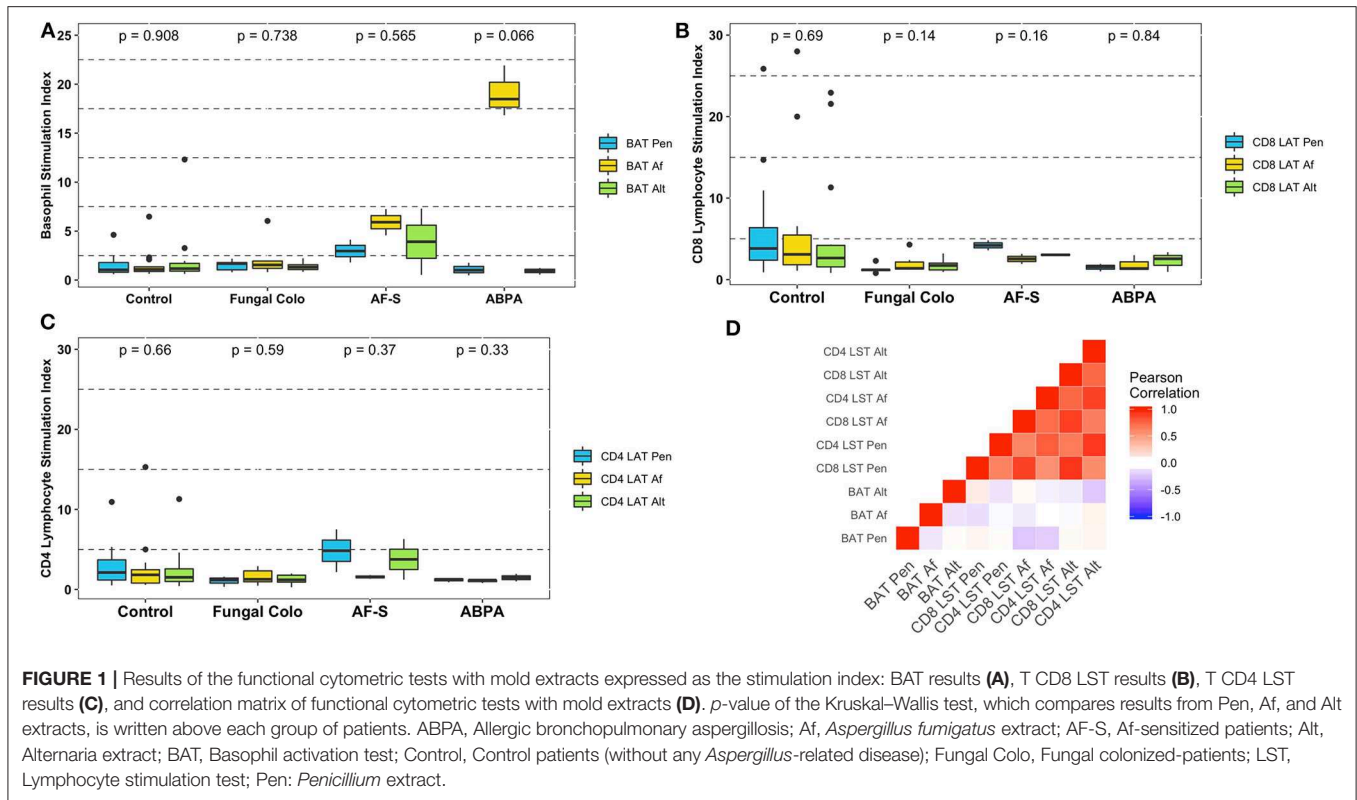 A
p = 0.908 p = 0.738 p = 0.565 p = 0.066
Basophil Stimulation Index
25
20
15
10
5
0
Control Fungal Colo AF-S ABPA
BAT Pen
BAT Af
BAT Alt
B
p = 0.69 p = 0.14 p = 0.16 p = 0.84
CD8 Lymphocyte Stimulation Index
30
20
10
0
Control Fungal Colo AF-S ABPA
CD8 LAT Pen
CD8 LAT Af
CD8 LAT Alt
C
p = 0.66 p = 0.59 p = 0.37 p = 0.33
CD4 Lymphocyte Stimulation Index
30
20
10
0
Control Fungal Colo AF-S ABPA
CD4 LAT Pen
CD4 LAT Af
CD4 LAT Alt
D
CD4 LST Alt
CD8 LST Alt
CD4 LST Af
CD8 LST Af
CD4 LST Pen
CD8 LST Pen
BAT Alt
BAT Af
BAT Pen
BAT Pen
BAT Af
BAT Alt
CD8 LST Pen
CD4 LST Pen
CD8 LST Af
CD4 LST Af
CD8 LST Alt
CD4 LST Alt
Pearson
Correlation
1.0
0.5
0.0
-0.5
-1.0
FIGURE 1 | Results of the functional cytometric tests with mold extracts expressed as the stimulation index: BAT results (A), T CD8 LST results (B), T CD4 LST
results (C), and correlation matrix of functional cytometric tests with mold extracts (D). p-value of the Kruskal–Wallis test, which compares results from Pen, Af, and Alt
extracts, is written above each group of patients. ABPA, Allergic bronchopulmonary aspergillosis; Af, Aspergillus fumigatus extract; AF-S, Af-sensitized patients; Alt,
Alternaria extract; BAT, Basophil activation test; Control, Control patients (without any Aspergillus-related disease); Fungal Colo, Fungal colonized-patients; LST,
Lymphocyte stimulation test; Pen: Penicillium extract.